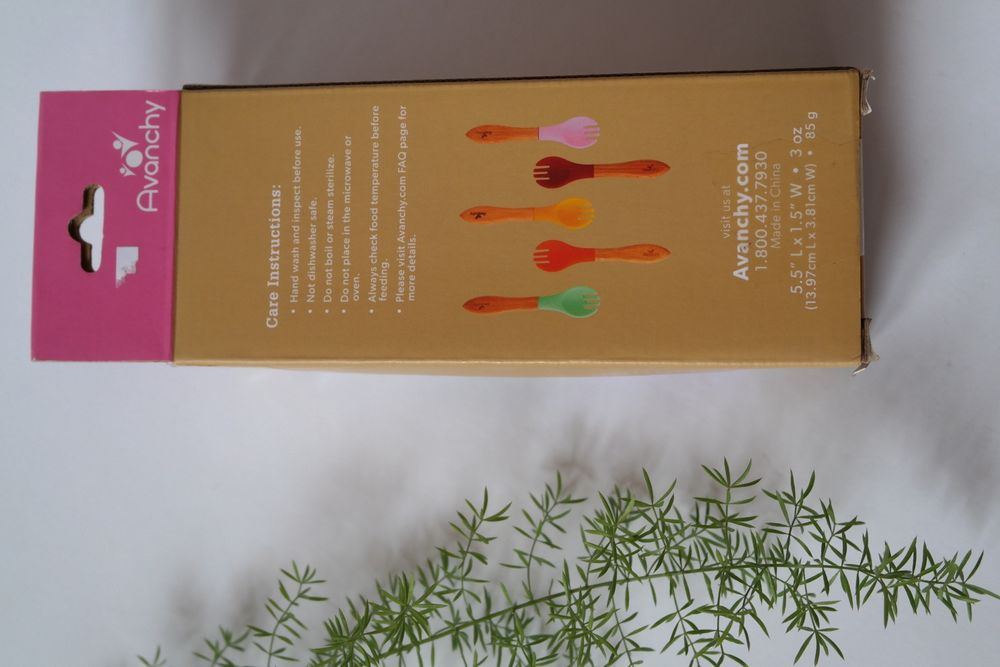 Avanchy
Care Instructions:
• Hand wash and inspect before use.
• Not dishwasher safe.
• Do not boil or steam sterilize.
• Do not place in the microwave or
oven.
• Always check food temperature before
feeding.
• Please visit Avanchy.com FAQ page for
more details.
visit us at
Avanchy.com
1.800.437.7930
Made in China
5.5" L x 1.5" W • 3 oz
(13.97cm L x 3.81cm W) • 85 g